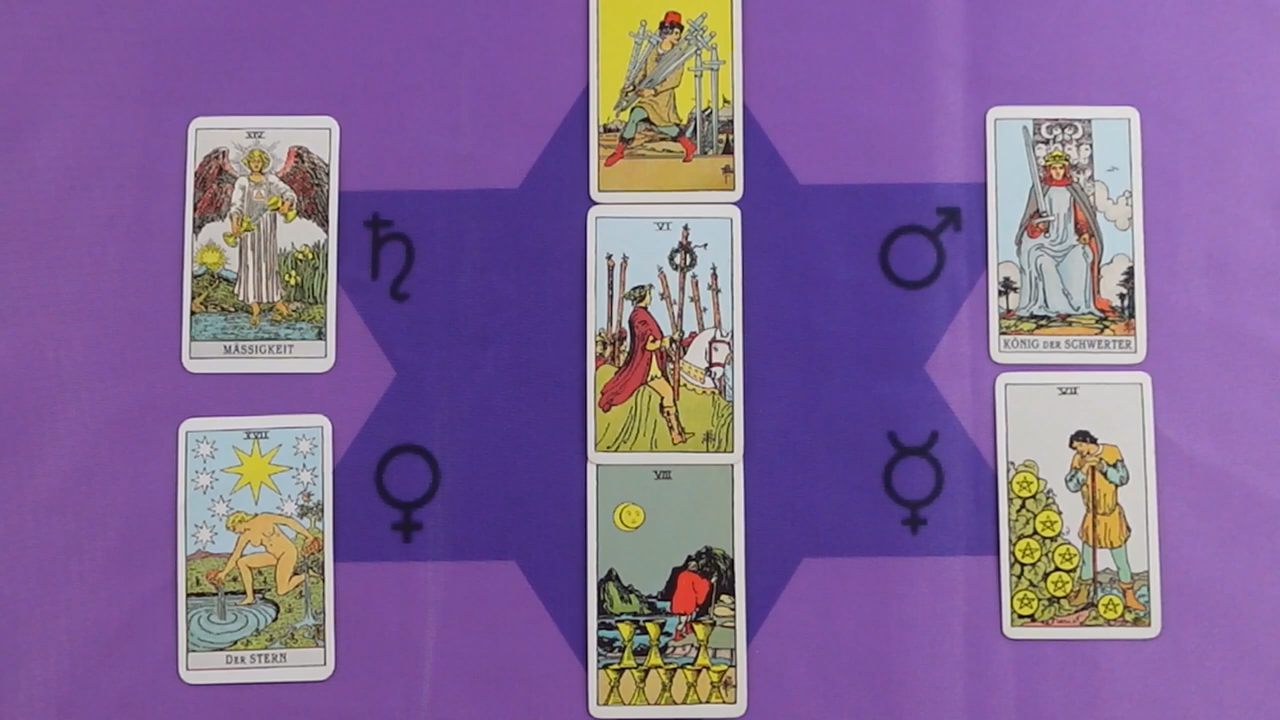 XIV
MÄSSIGKEIT
VI
KÖNIG DER SCHWERTER
VII
XVII
DER STERN
VIII